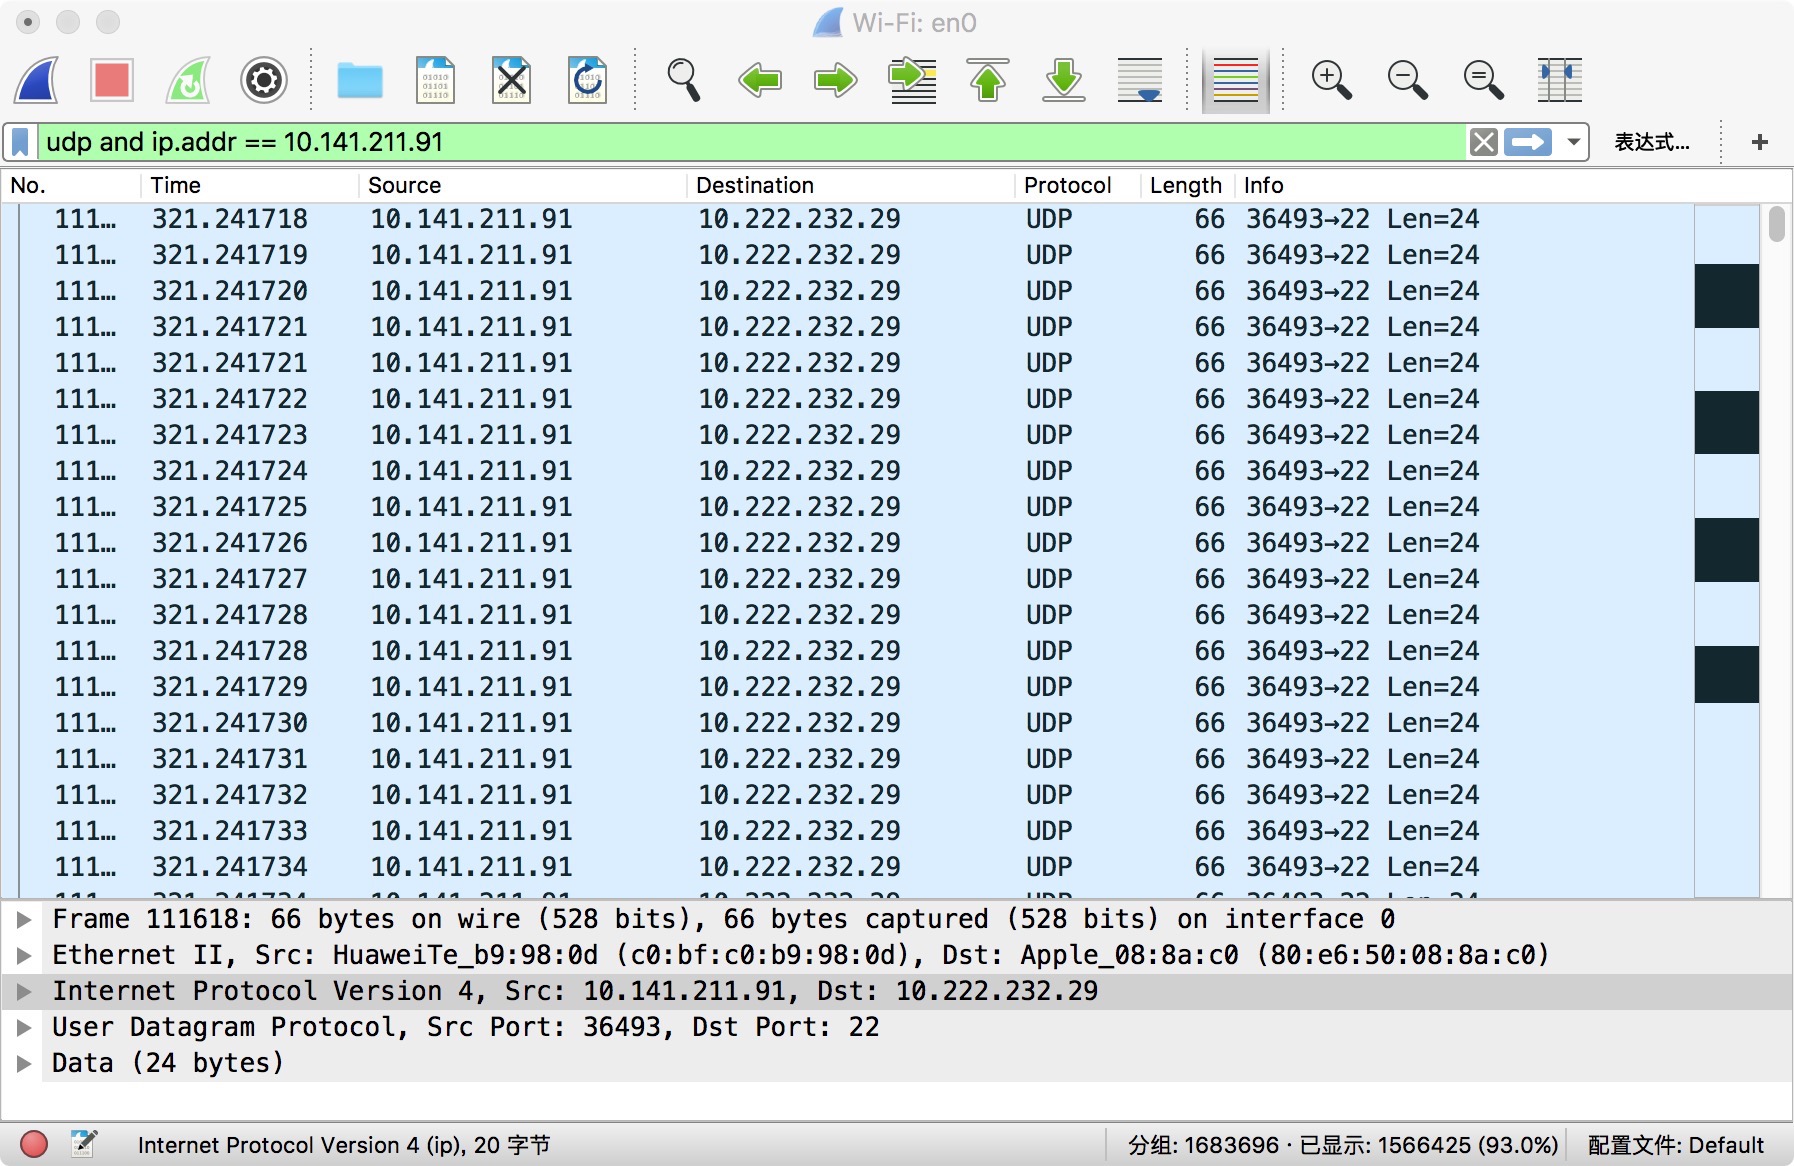 Wi-Fi: en0
udp and ip.addr == 10.141.211.91 表达式... +
No. Time Source Destination Protocol Length Info
111… 321.241718 10.141.211.91 10.222.232.29 UDP 66 36493→22 Len=24
111… 321.241719 10.141.211.91 10.222.232.29 UDP 66 36493→22 Len=24
111… 321.241720 10.141.211.91 10.222.232.29 UDP 66 36493→22 Len=24
111… 321.241721 10.141.211.91 10.222.232.29 UDP 66 36493→22 Len=24
111… 321.241721 10.141.211.91 10.222.232.29 UDP 66 36493→22 Len=24
111… 321.241722 10.141.211.91 10.222.232.29 UDP 66 36493→22 Len=24
111… 321.241723 10.141.211.91 10.222.232.29 UDP 66 36493→22 Len=24
111… 321.241724 10.141.211.91 10.222.232.29 UDP 66 36493→22 Len=24
111… 321.241725 10.141.211.91 10.222.232.29 UDP 66 36493→22 Len=24
111… 321.241726 10.141.211.91 10.222.232.29 UDP 66 36493→22 Len=24
111… 321.241727 10.141.211.91 10.222.232.29 UDP 66 36493→22 Len=24
111… 321.241728 10.141.211.91 10.222.232.29 UDP 66 36493→22 Len=24
111… 321.241728 10.141.211.91 10.222.232.29 UDP 66 36493→22 Len=24
111… 321.241729 10.141.211.91 10.222.232.29 UDP 66 36493→22 Len=24
111… 321.241730 10.141.211.91 10.222.232.29 UDP 66 36493→22 Len=24
111… 321.241731 10.141.211.91 10.222.232.29 UDP 66 36493→22 Len=24
111… 321.241732 10.141.211.91 10.222.232.29 UDP 66 36493→22 Len=24
111… 321.241733 10.141.211.91 10.222.232.29 UDP 66 36493→22 Len=24
111… 321.241734 10.141.211.91 10.222.232.29 UDP 66 36493→22 Len=24
Frame 111618: 66 bytes on wire (528 bits), 66 bytes captured (528 bits) on interface 0
Ethernet II, Src: HuaweiTe_b9:98:0d (c0:bf:c0:b9:98:0d), Dst: Apple_08:8a:c0 (80:e6:50:08:8a:c0)
Internet Protocol Version 4, Src: 10.141.211.91, Dst: 10.222.232.29
User Datagram Protocol, Src Port: 36493, Dst Port: 22
Data (24 bytes)
Internet Protocol Version 4 (ip), 20 字节 分组: 1683696 · 已显示: 1566425 (93.0%) 配置文件: Default